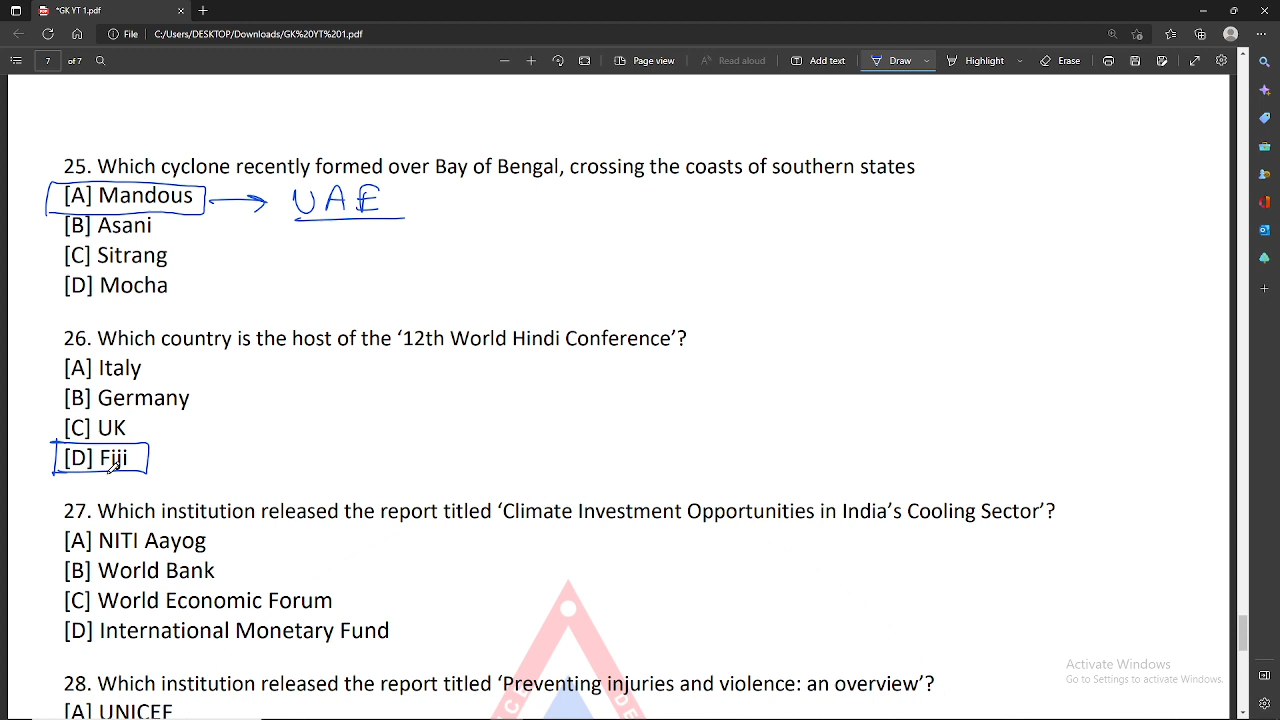 *GK YT 1.pdf
File
C:/Users/DESKTOP/Downloads/GK%20YT%201.pdf
7 of 7
Page view
Read aloud
Add text
Draw
Highlight
Erase
25. Which cyclone recently formed over Bay of Bengal, crossing the coasts of southern states
[A] Mandous → UAE
[B] Asani
[C] Sitrang
[D] Mocha
26. Which country is the host of the ‘12th World Hindi Conference’?
[A] Italy
[B] Germany
[C] UK
[D] Fiji
27. Which institution released the report titled ‘Climate Investment Opportunities in India’s Cooling Sector’?
[A] NITI Aayog
[B] World Bank
[C] World Economic Forum
[D] International Monetary Fund
28. Which institution released the report titled ‘Preventing injuries and violence: an overview’?
[A] UNICEF
Activate Windows
Go to Settings to activate Windows.